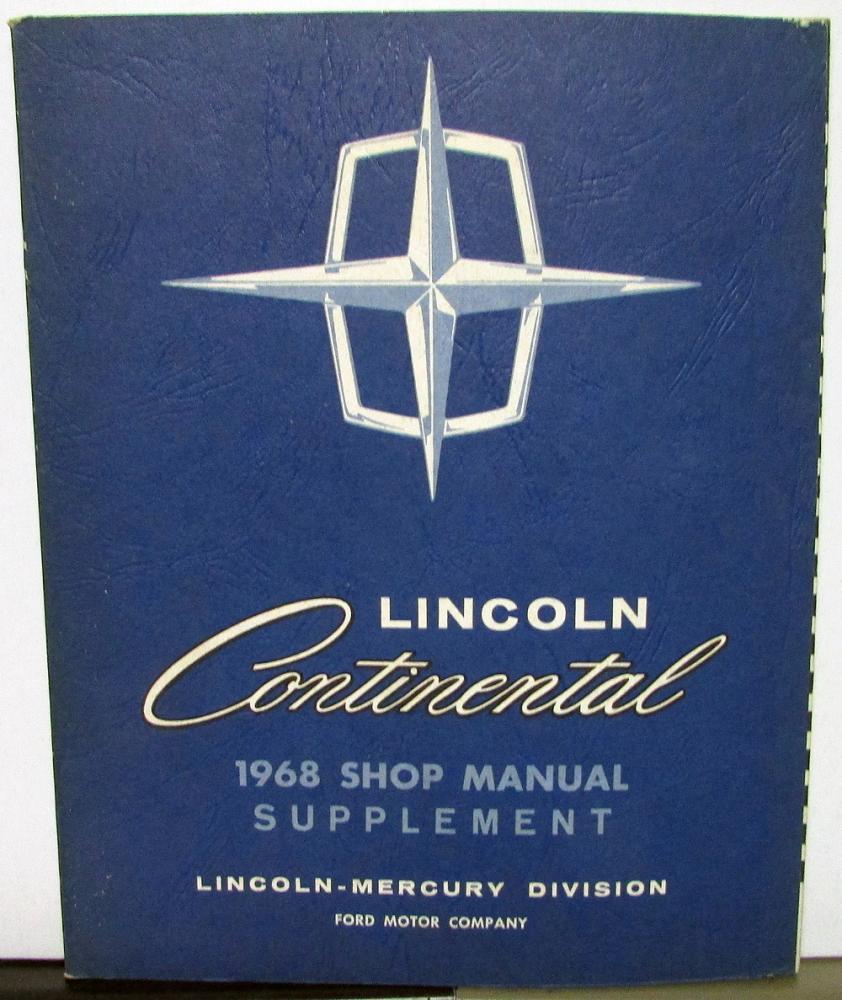 LINCOLN
Continental
1968 SHOP MANUAL
SUPPLEMENT
LINCOLN-MERCURY DIVISION
FORD MOTOR COMPANY